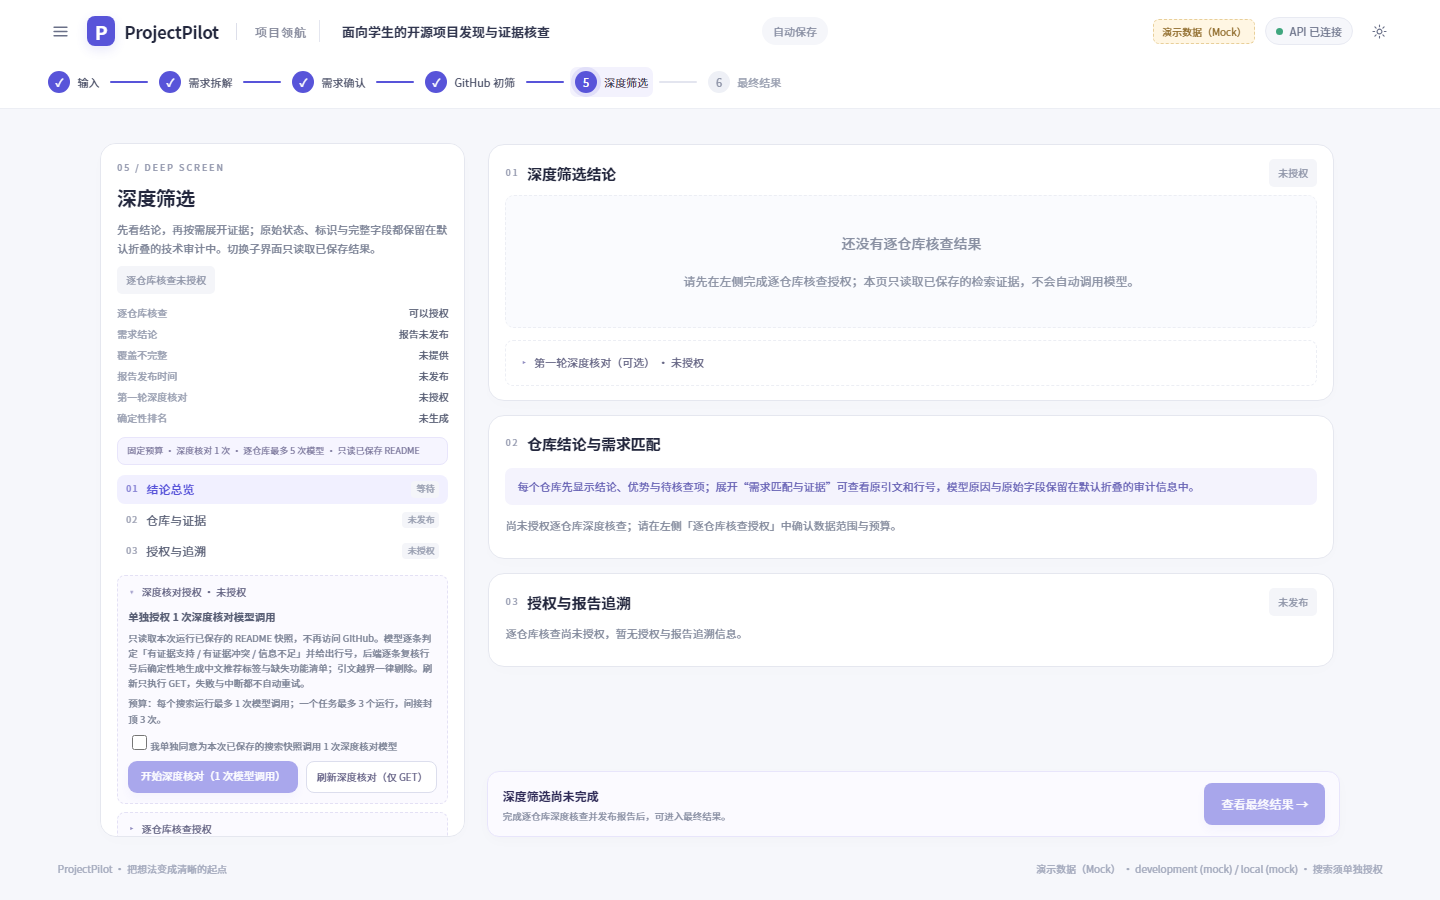 P ProjectPilot 项目领航 面向学生的开源项目发现与证据核查 自动保存 演示数据（Mock） API 已连接
✓ 输入 ✓ 需求拆解 ✓ 需求确认 ✓ GitHub 初筛 5 深度筛选 6 最终结果
05 / DEEP SCREEN
深度筛选
先看结论，再按需展开证据；原始状态、标识与完整字段都保留在默
认折叠的技术审计中。切换子界面只读取已保存结果。
逐仓库核查未授权
逐仓库核查 可以授权
需求结论 报告未发布
覆盖不完整 未提供
报告发布时间 未发布
第一轮深度核对 未授权
确定性排名 未生成
固定预算 · 深度核对 1 次 · 逐仓库最多 5 次模型 · 只读已保存 README
01 结论总览 等待
02 仓库与证据 未发布
03 授权与追溯 未授权
深度核对授权 · 未授权
单独授权 1 次深度核对模型调用
只读取本次运行已保存的 README 快照，不再访问 GitHub。模型逐条判
定「有证据支持 / 有证据冲突 / 信息不足」并给出行号，后端逐条复核行
号后确定性地生成中文推荐标签与缺失功能清单；引文越界一律剔除。刷
新只执行 GET，失败与中断都不自动重试。
预算：每个搜索运行最多 1 次模型调用；一个任务最多 3 个运行，间接封
顶 3 次。
我单独同意为本次已保存的搜索快照调用 1 次深度核对模型
开始深度核对（1 次模型调用） 刷新深度核对（仅 GET）
逐仓库核查授权
01 深度筛选结论 未授权
还没有逐仓库核查结果
请先在左侧完成逐仓库核查授权；本页只读取已保存的检索证据，不会自动调用模型。
第一轮深度核对（可选） · 未授权
02 仓库结论与需求匹配
每个仓库先显示结论、优势与待核查项；展开“需求匹配与证据”可查看原引文和行号，模型原因与原始字段保留在默认折叠的审计信息中。
尚未授权逐仓库深度核查；请在左侧「逐仓库核查授权」中确认数据范围与预算。
03 授权与报告追溯 未发布
逐仓库核查尚未授权，暂无授权与报告追溯信息。
深度筛选尚未完成
完成逐仓库深度核查并发布报告后，可进入最终结果。
查看最终结果 →
ProjectPilot · 把想法变成清晰的起点
演示数据（Mock） · development (mock) / local (mock) · 搜索须单独授权